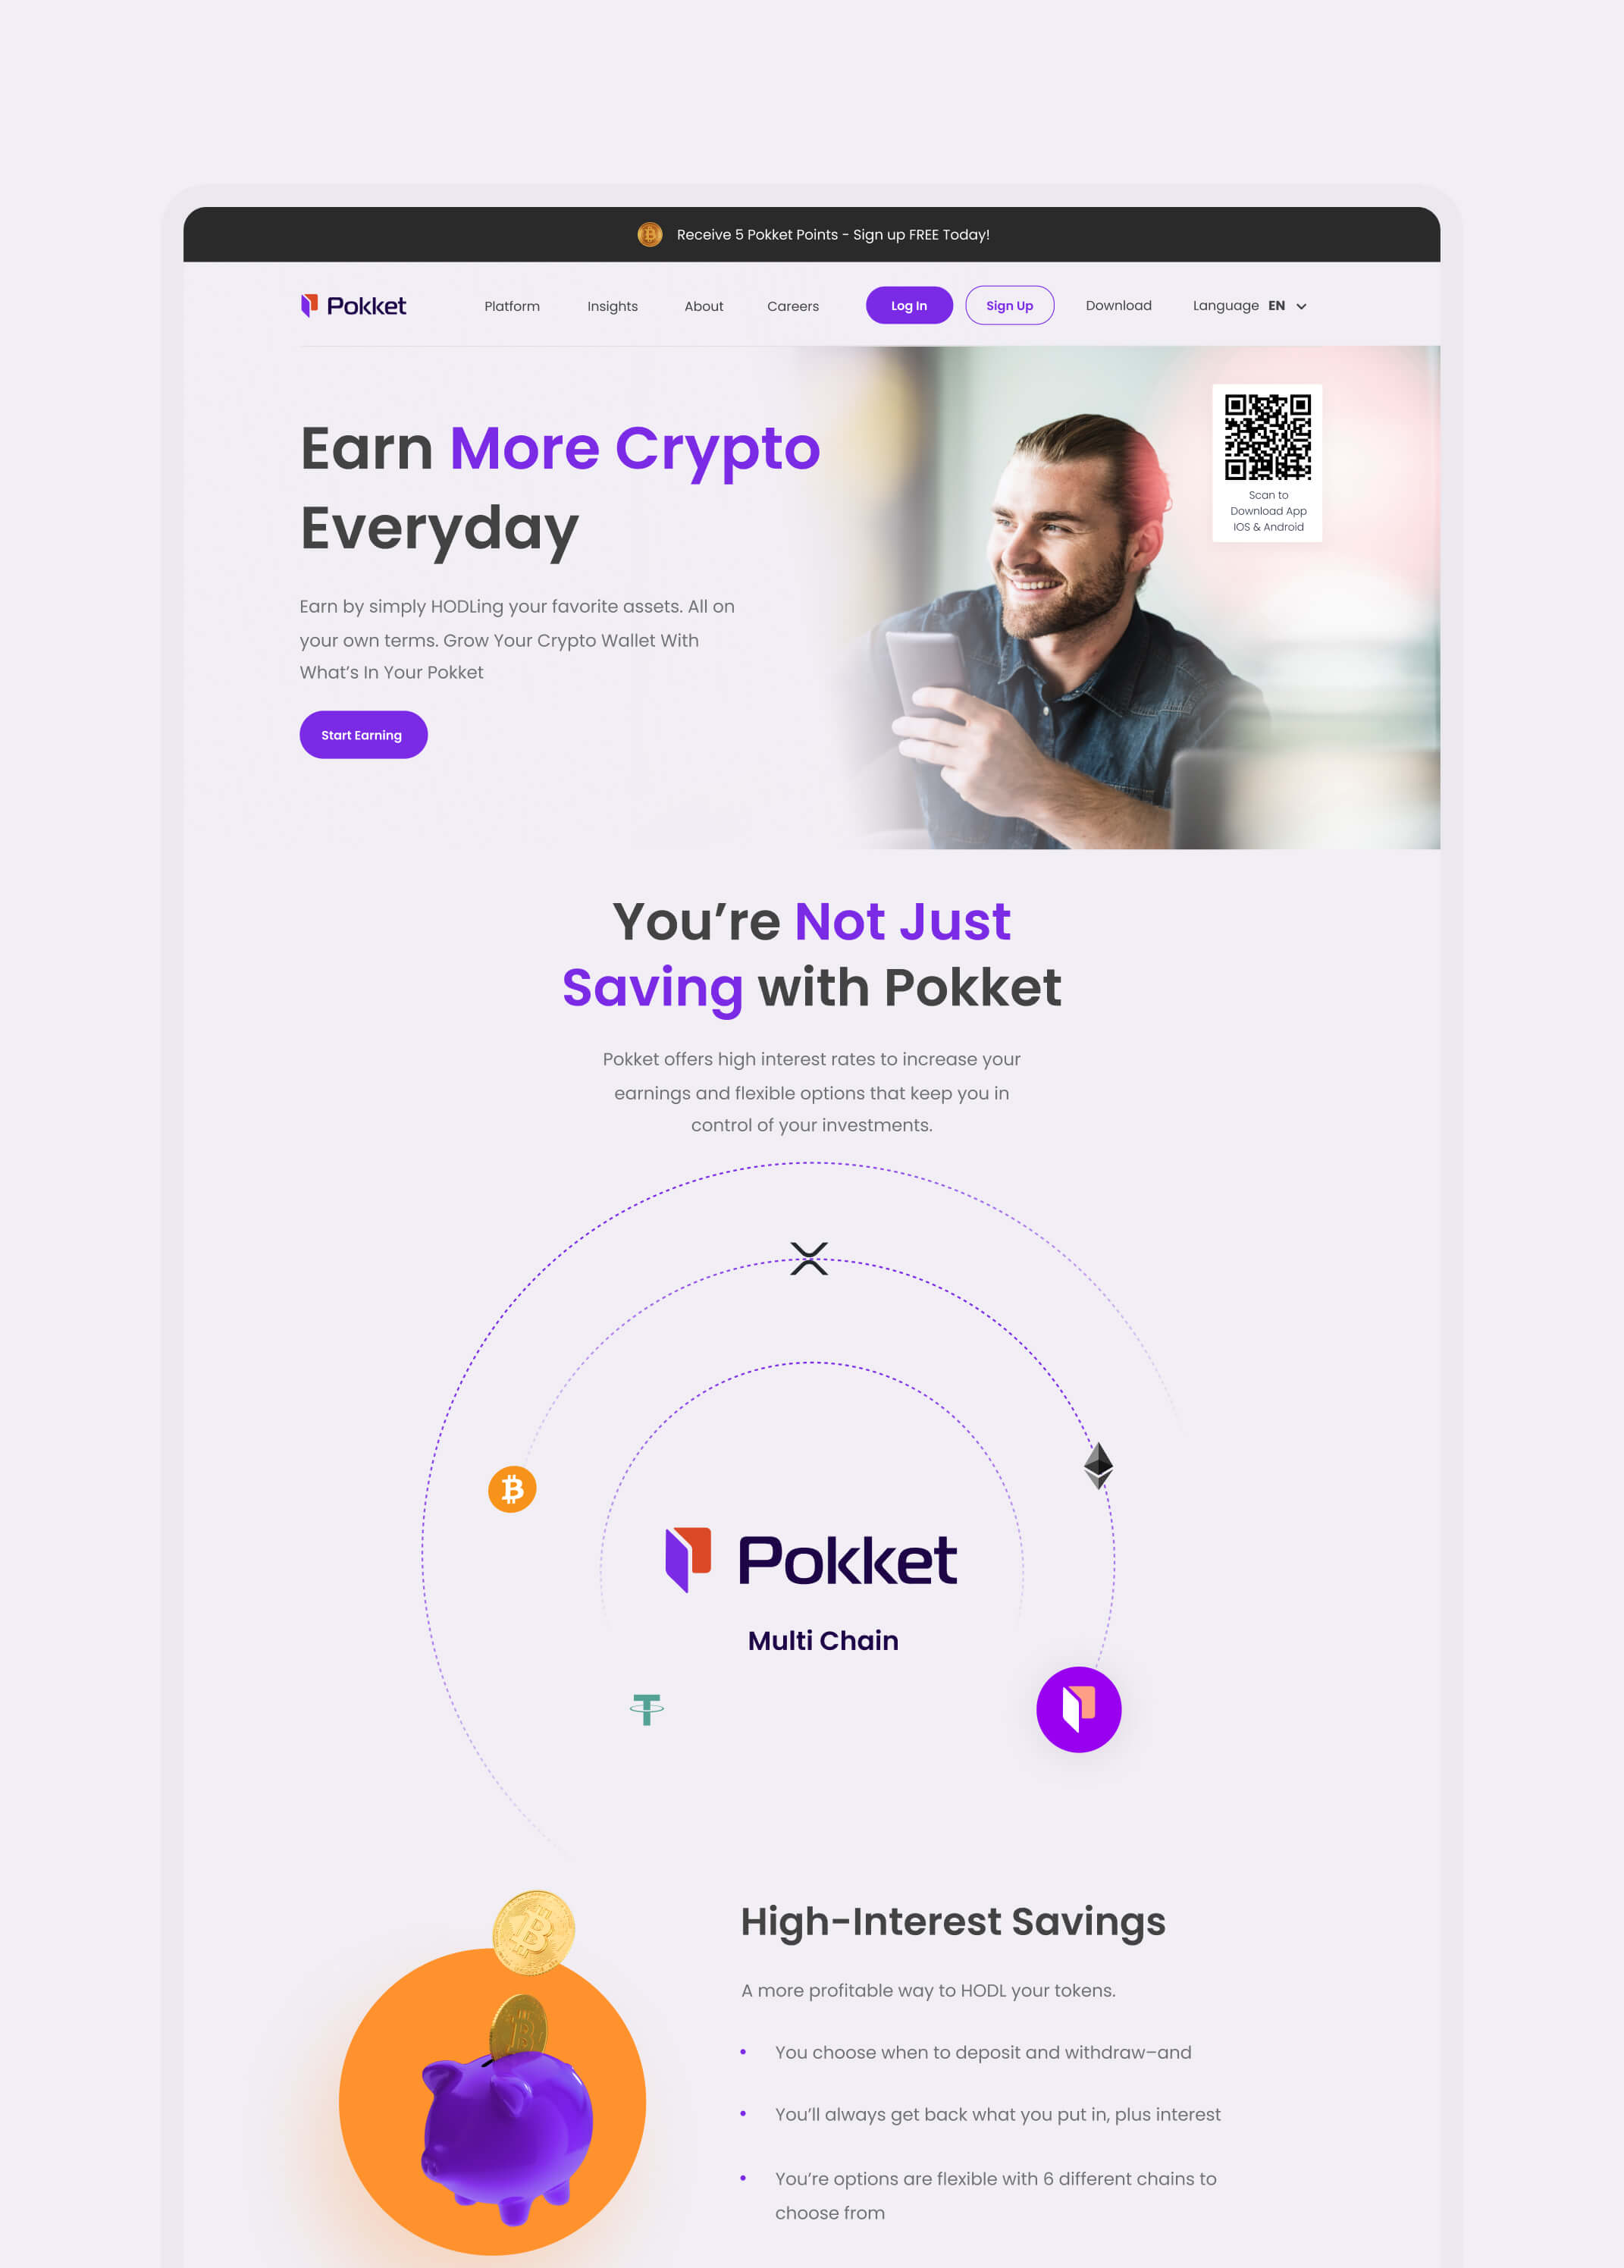 Receive 5 Pokket Points - Sign up FREE Today!
Pokket
Platform
Insights
About
Careers
Log In
Sign Up
Download
Language EN
Earn More Crypto
Everyday
Earn by simply HODLing your favorite assets. All on
your own terms. Grow Your Crypto Wallet With
What's In Your Pokket
Start Earning
Scan to
Download App
IOS & Android
You're Not Just
Saving with Pokket
Pokket offers high interest rates to increase your
earnings and flexible options that keep you in
control of your investments.
Pokket
Multi Chain
High-Interest Savings
A more profitable way to HODL your tokens.
• You choose when to deposit and withdraw–and
• You'll always get back what you put in, plus interest
• You're options are flexible with 6 different chains to
choose from